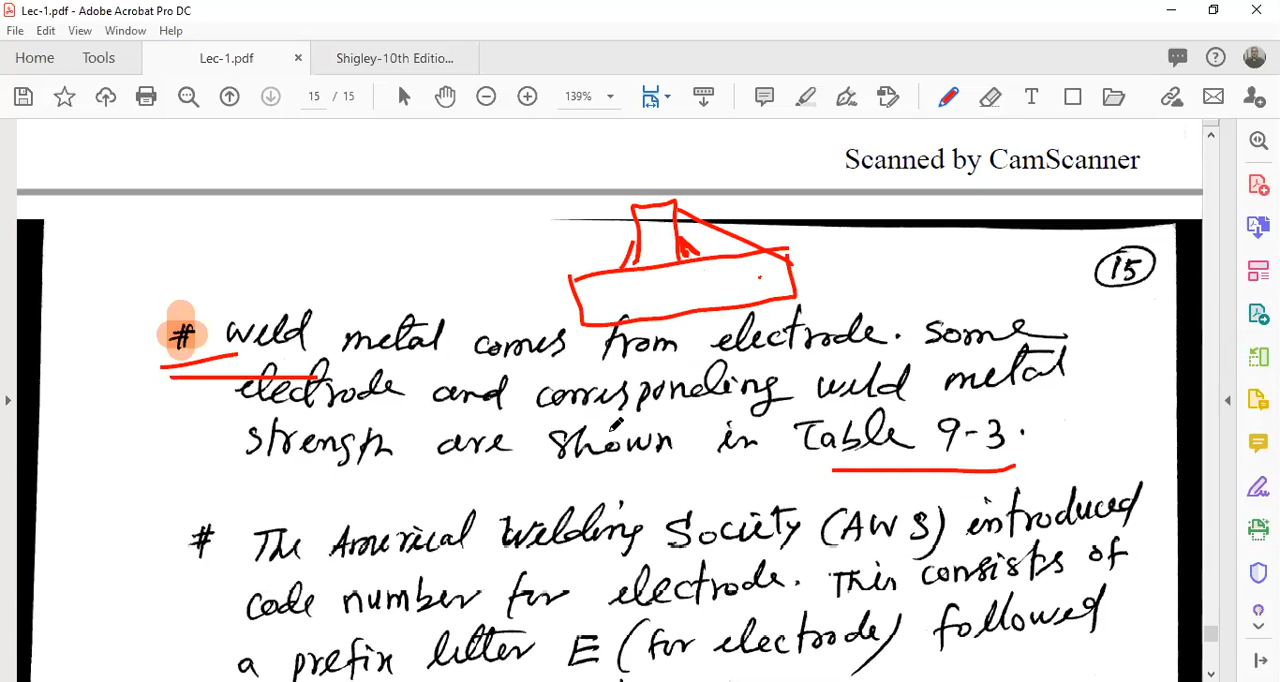 Lec-1.pdf - Adobe Acrobat Pro DC
File Edit View Window Help
Home Tools Lec-1.pdf × Shigley-10th Editio...
15 / 15 139%
Scanned by CamScanner
15
# Weld metal comes from electrode. Some
electrode and corresponding weld metal
strength are shown in Table 9-3.
# The Americal Welding Society (AWS) introduced
code number for electrode. This consists of
a prefix letter E (for electrode) followed